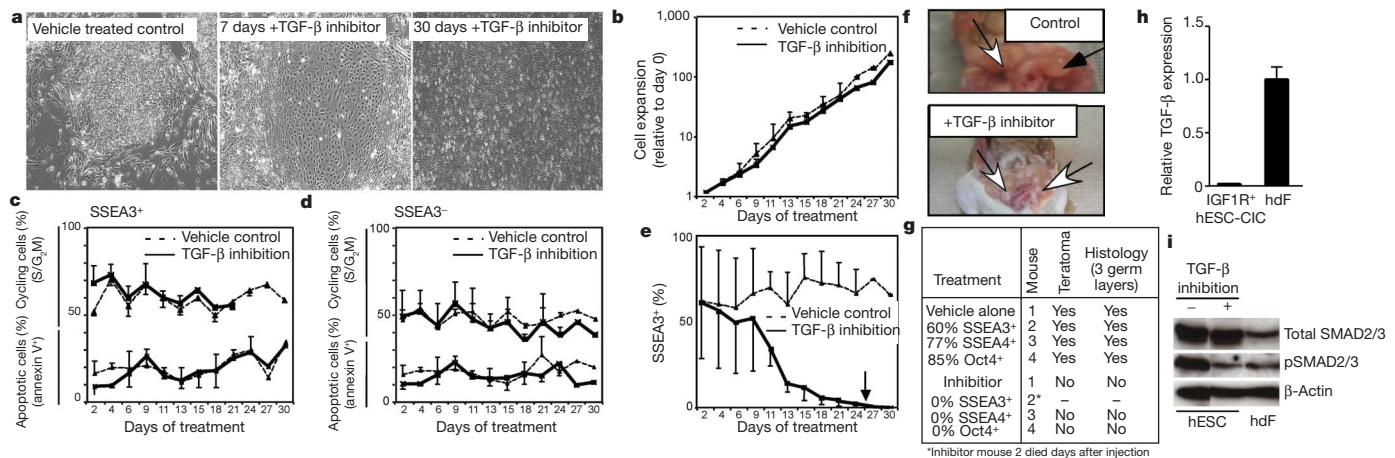 a
Vehicle treated control
7 days +TGF-β inhibitor
30 days +TGF-β inhibitor
b
1,000
100
10
1
Cell expansion
(relative to day 0)
Vehicle control
TGF-β inhibition
2 4 6 9 11 13 15 18 21 24 27 30
Days of treatment
c
SSEA3⁺
100
50
0
Apoptotic cells (%)
(annexin V⁺)
Cycling cells (%)
(S/G₂M)
Vehicle control
TGF-β inhibition
2 4 6 9 11 13 15 18 21 24 27 30
Days of treatment
d
SSEA3⁻
100
50
0
Apoptotic cells (%)
(annexin V⁺)
Cycling cells (%)
(S/G₂M)
Vehicle control
TGF-β inhibition
2 4 6 9 11 13 15 18 21 24 27 30
Days of treatment
e
100
50
0
SSEA3⁺ (%)
Vehicle control
TGF-β inhibition
2 4 6 9 11 13 15 18 21 24 27 30
Days of treatment
f
Control
+TGF-β inhibitor
g
Treatment Mouse Teratoma Histology
(3 germ
layers)
Vehicle alone 1 Yes Yes
60% SSEA3⁺ 2 Yes Yes
77% SSEA4⁺ 3 Yes Yes
85% Oct4⁺ 4 Yes Yes
Inhibitior 1 No No
0% SSEA3⁺ 2* – –
0% SSEA4⁺ 3 No No
0% Oct4⁺ 4 No No
*Inhibitor mouse 2 died days after injection
h
Relative TGF-β expression
1.5
1.0
0.5
0
IGF1R⁺ hdF
hESC-CIC
i
TGF-β
inhibition
– +
Total SMAD2/3
pSMAD2/3
β-Actin
hESC hdF